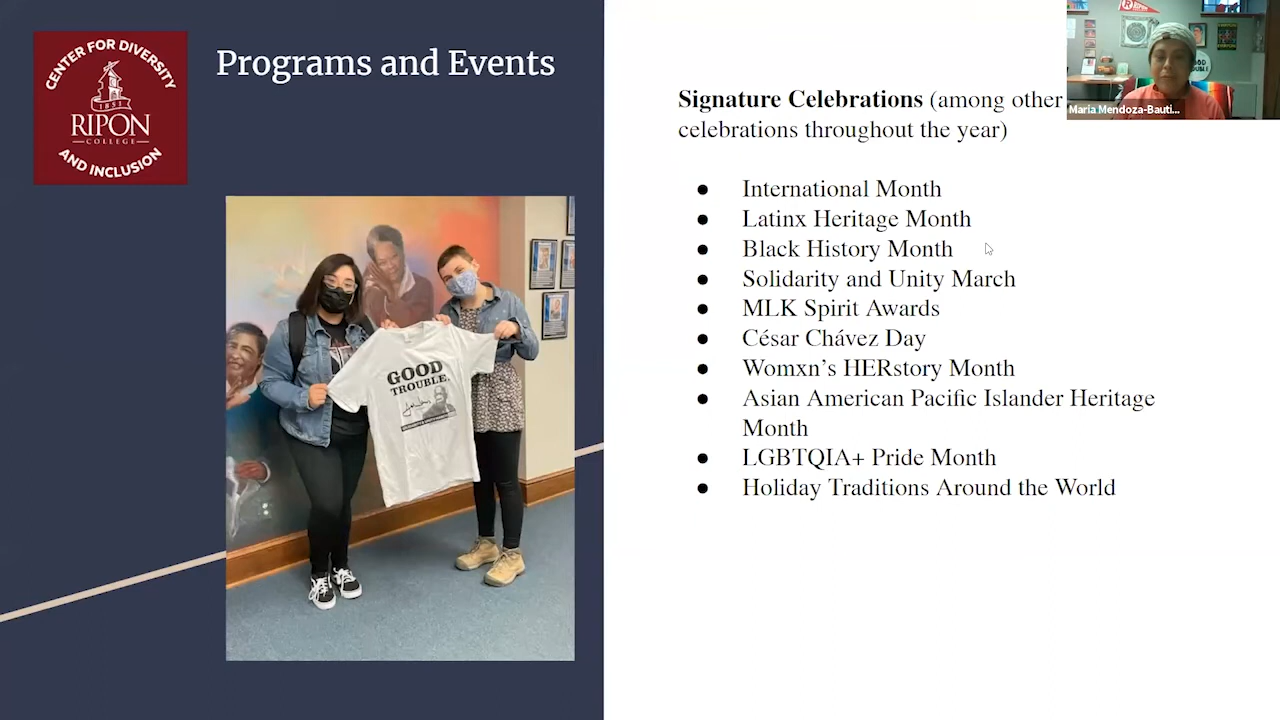 CENTER FOR DIVERSITY
1851
RIPON
COLLEGE
AND INCLUSION
Programs and Events
Signature Celebrations (among other
celebrations throughout the year)
● International Month
● Latinx Heritage Month
● Black History Month
● Solidarity and Unity March
● MLK Spirit Awards
● César Chávez Day
● Womxn's HERstory Month
● Asian American Pacific Islander Heritage
Month
● LGBTQIA+ Pride Month
● Holiday Traditions Around the World
GOOD
TROUBLE.
Maria Mendoza-Bauti...